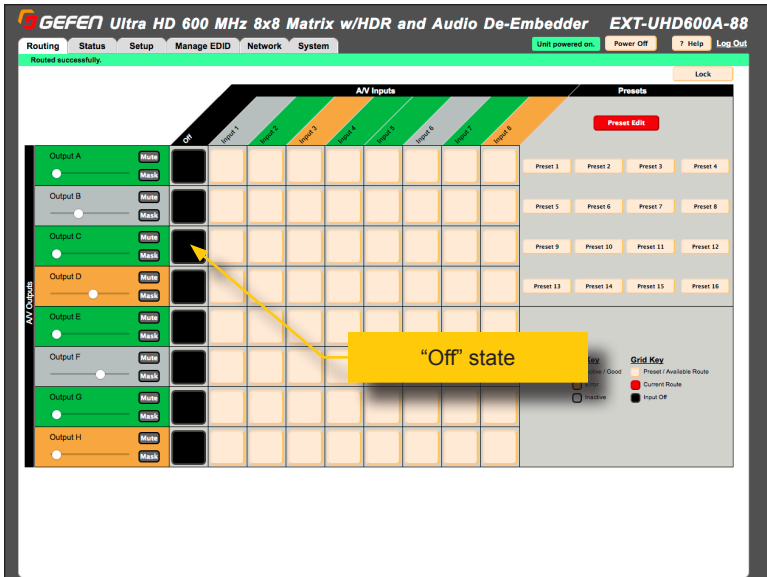 GEFEN Ultra HD 600 MHz 8x8 Matrix w/HDR and Audio De-Embedder EXT-UHD600A-88
Routing Status Setup Manage EDID Network System Unit powered on. Power Off ? Help Log Out
Routed successfully.
Lock
A/V Inputs Presets
Off Input 1 Input 2 Input 3 Input 4 Input 5 Input 6 Input 7 Input 8
Preset Edit
A/V Outputs
Output A Mute
Mask
Preset 1 Preset 2 Preset 3 Preset 4
Output B Mute
Mask
Preset 5 Preset 6 Preset 7 Preset 8
Output C Mute
Mask
Preset 9 Preset 10 Preset 11 Preset 12
Output D Mute
Mask
Preset 13 Preset 14 Preset 15 Preset 16
Output E Mute
Mask
Output F Mute
Mask
Output G Mute
Mask
Output H Mute
Mask
“Off” state
Key Grid Key
/ Good Preset / Available Route
Error Current Route
Inactive Input Off